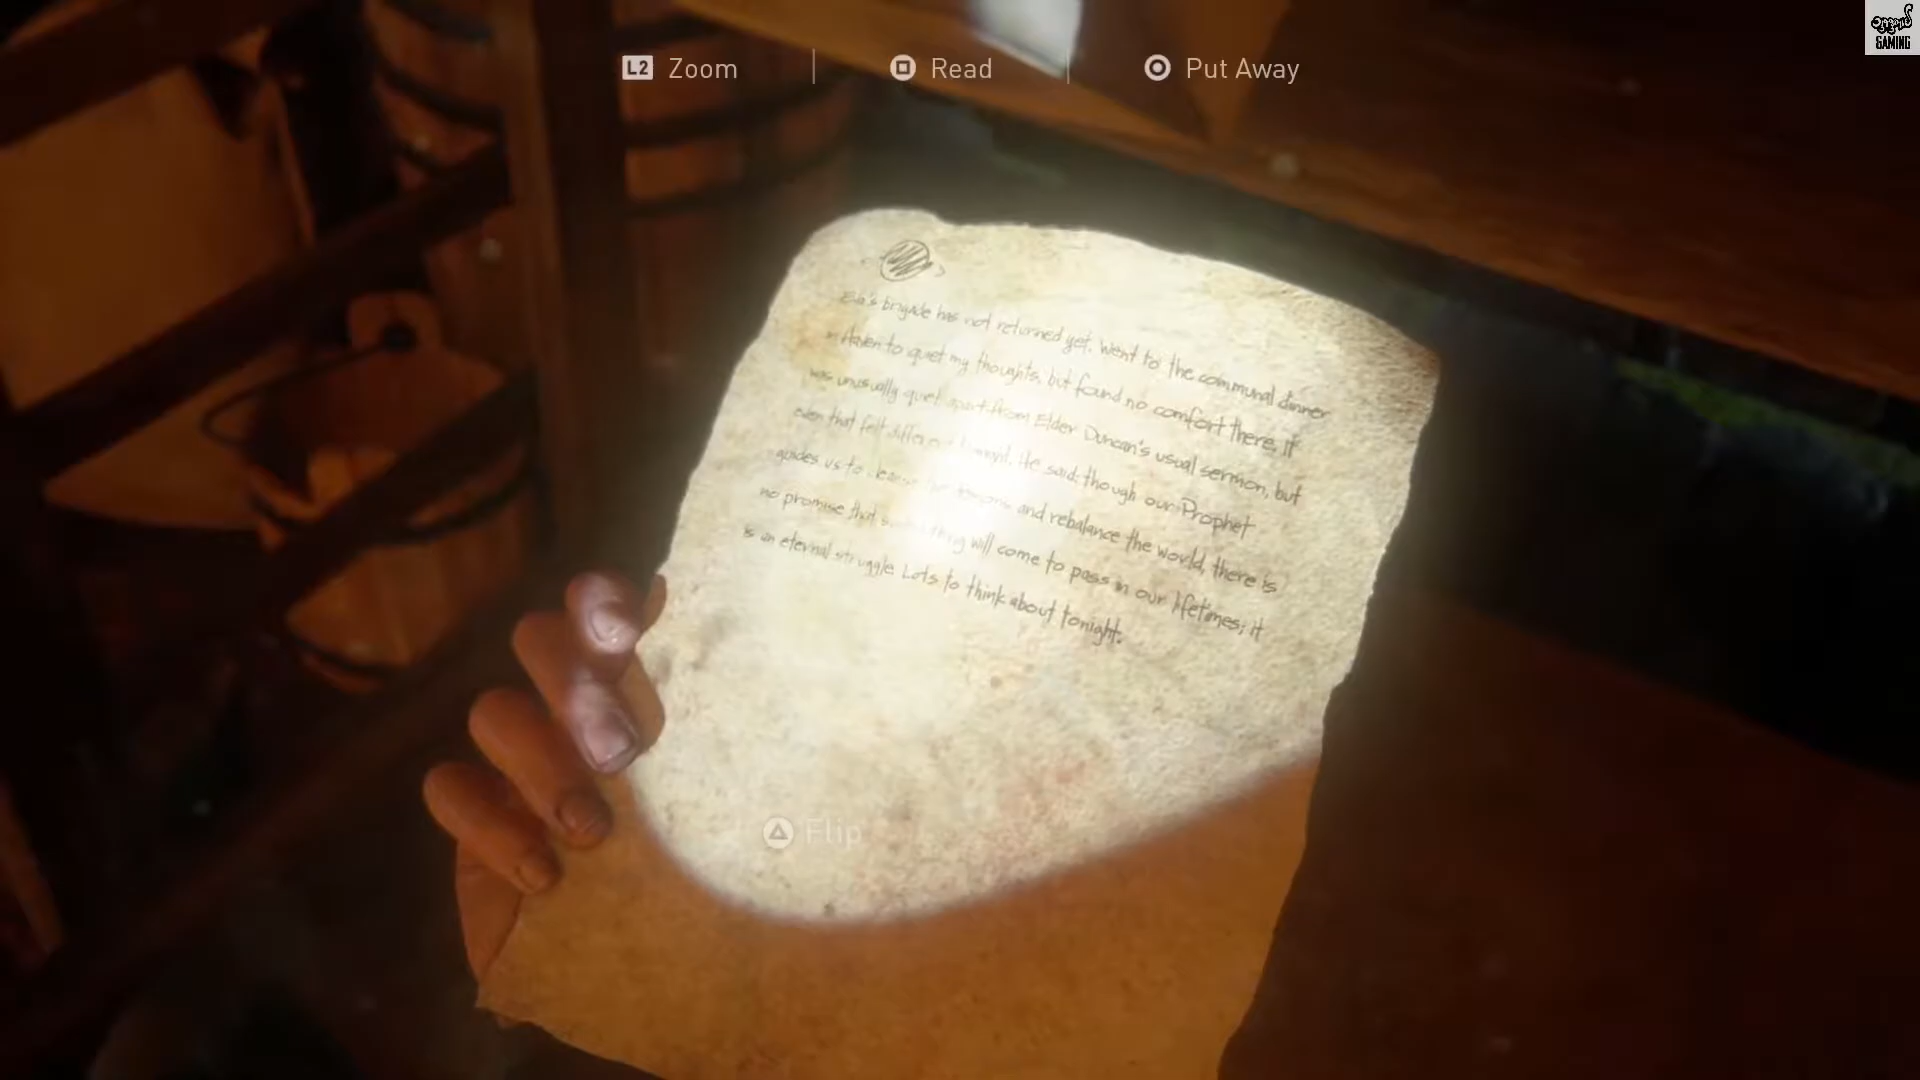 L2 Zoom
Read
Put Away
GAMING
brigade has not returned yet. Went to the communal dinner
in Haven to quiet my thoughts, but found no comfort there, it
was unusually quiet apart from Elder Duncan's usual sermon, but
even that felt different tonight. He said, though our Prophet
guides us to cleanse and rebalance the world, there is
no promise that will come to pass in our lifetimes; it
is an eternal struggle. Lots to think about tonight.
Flip